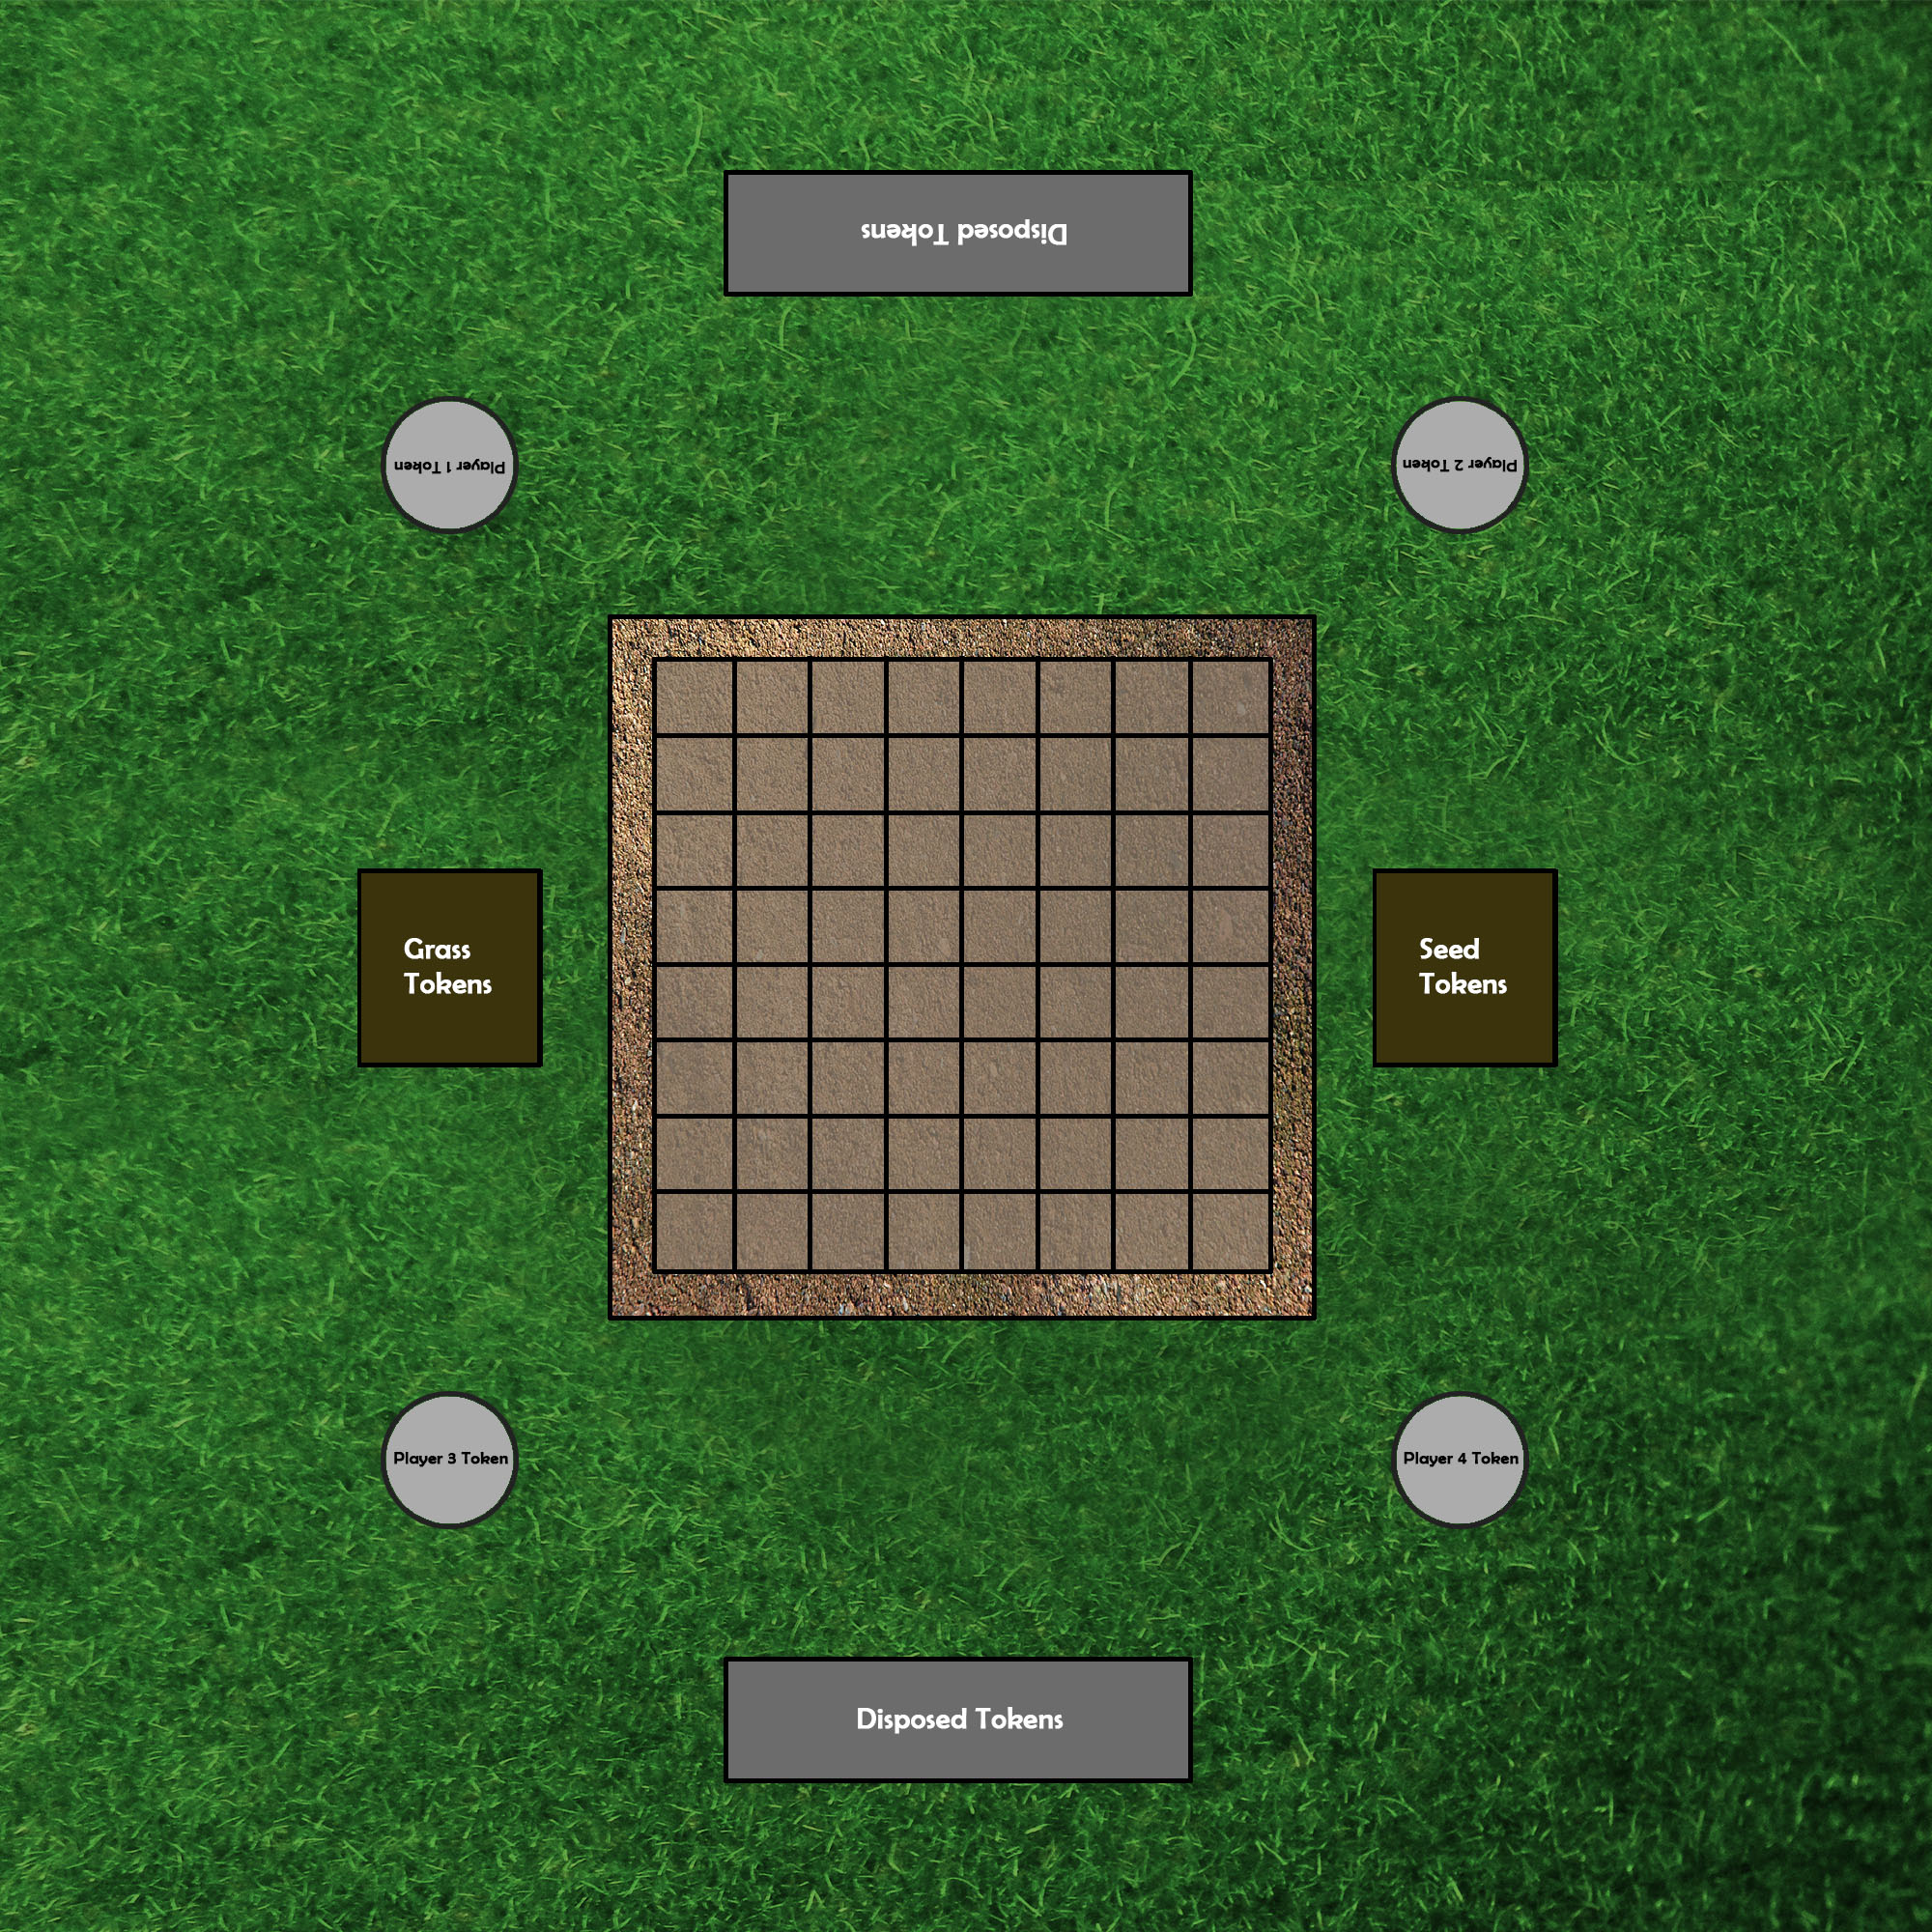 Disposed Tokens
Player 1 Token
Player 2 Token
Grass
Tokens
Seed
Tokens
Player 3 Token
Player 4 Token
Disposed Tokens